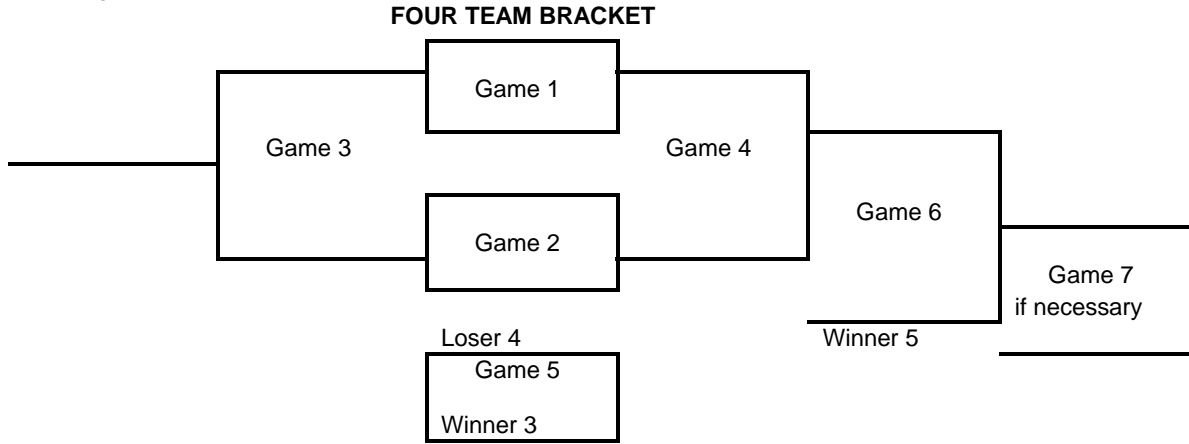 FOUR TEAM BRACKET
Game 1
Game 3
Game 4
Game 6
Game 2
Game 7
if necessary
Loser 4
Winner 5
Game 5
Winner 3